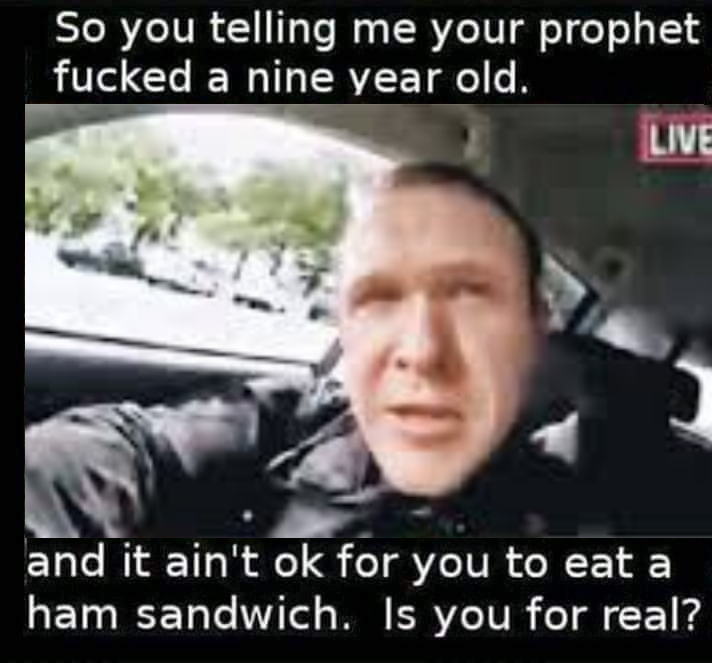 So you telling me your prophet
fucked a nine year old.
LIVE
and it ain't ok for you to eat a
ham sandwich. Is you for real?